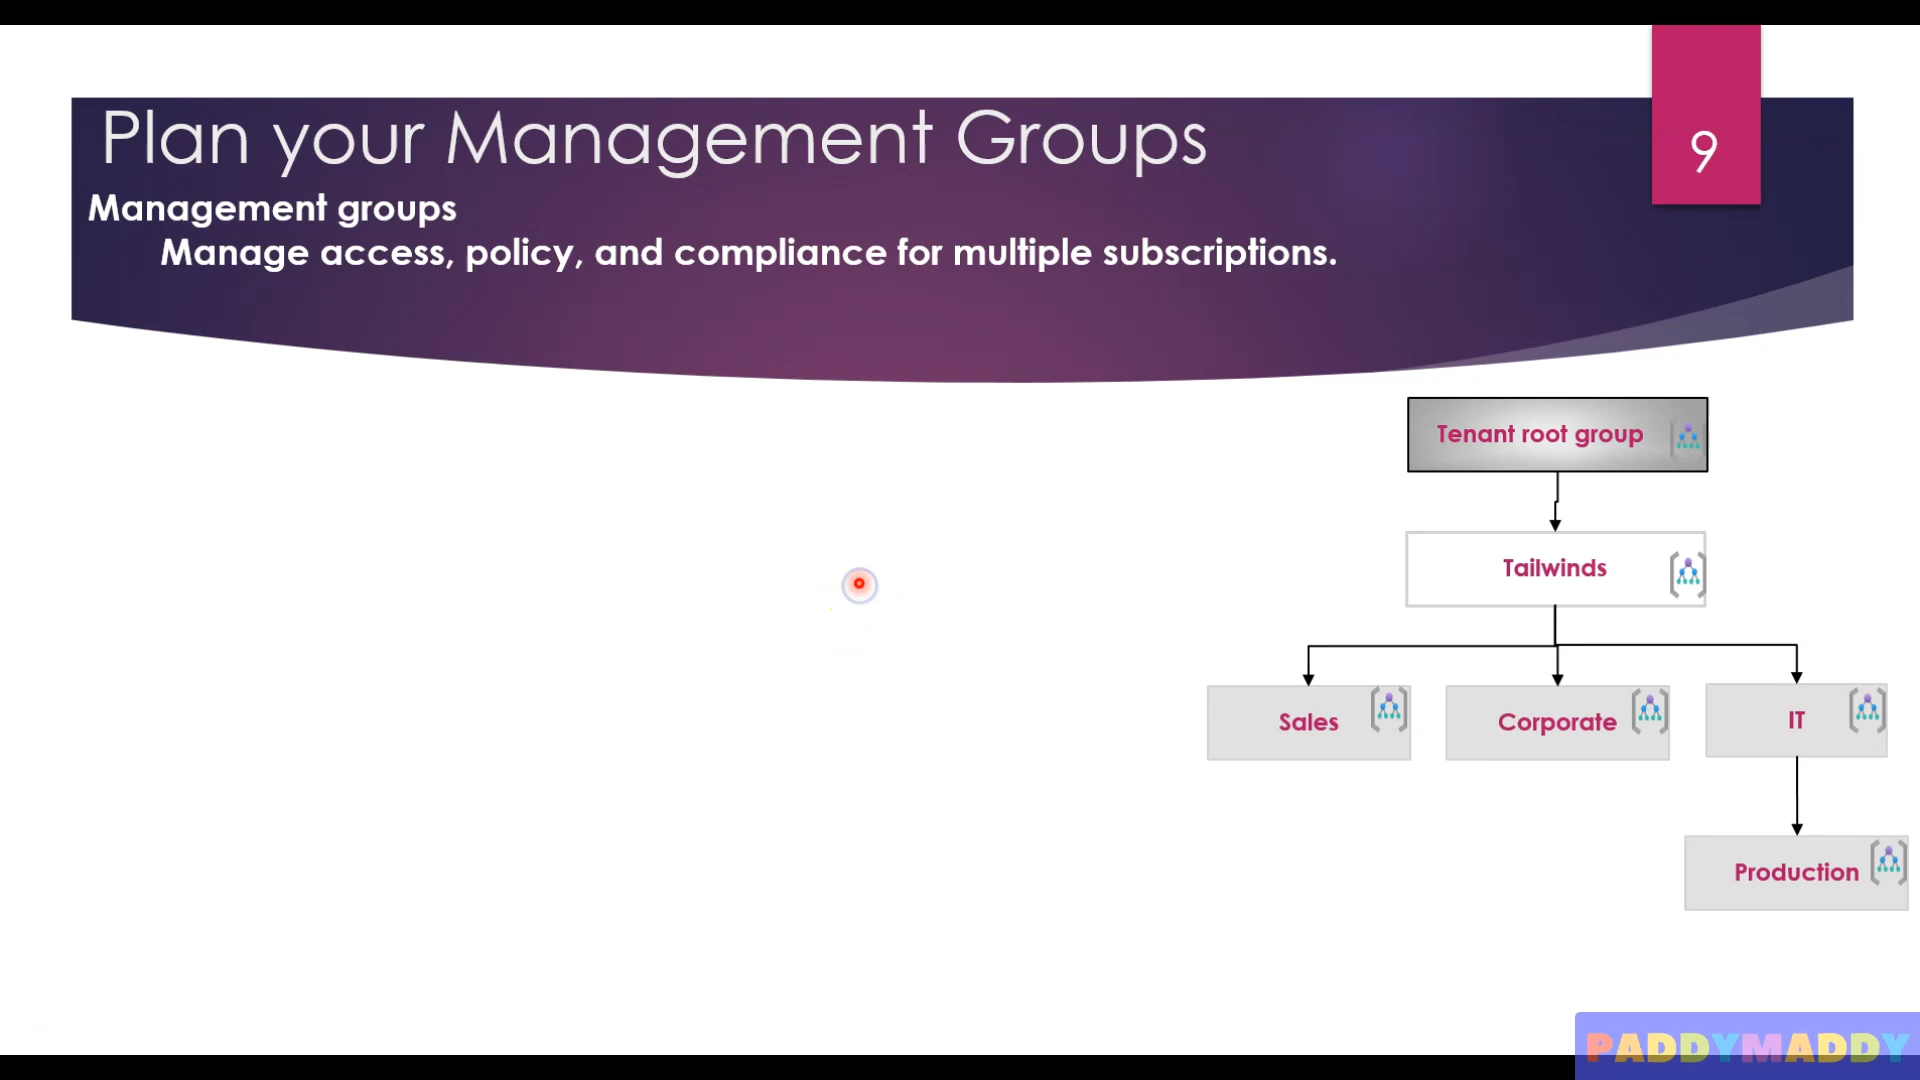 Plan your Management Groups
9
Management groups
Manage access, policy, and compliance for multiple subscriptions.
Tenant root group
Tailwinds
Sales
Corporate
IT
Production
PADDYMADDY